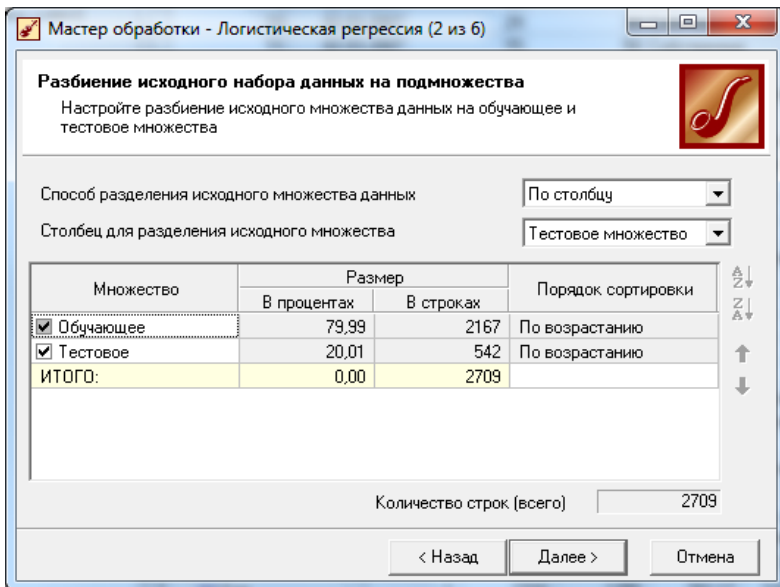 Мастер обработки - Логистическая регрессия (2 из 6)
Разбиение исходного набора данных на подмножества
Настройте разбиение исходного множества данных на обучающее и
тестовое множества
Способ разделения исходного множества данных По столбцу
Столбец для разделения исходного множества Тестовое множество
Множество Размер Порядок сортировки
В процентах В строках
Обучающее 79,99 2167 По возрастанию
Тестовое 20,01 542 По возрастанию
ИТОГО: 0,00 2709
Количество строк (всего) 2709
< Назад Далее > Отмена